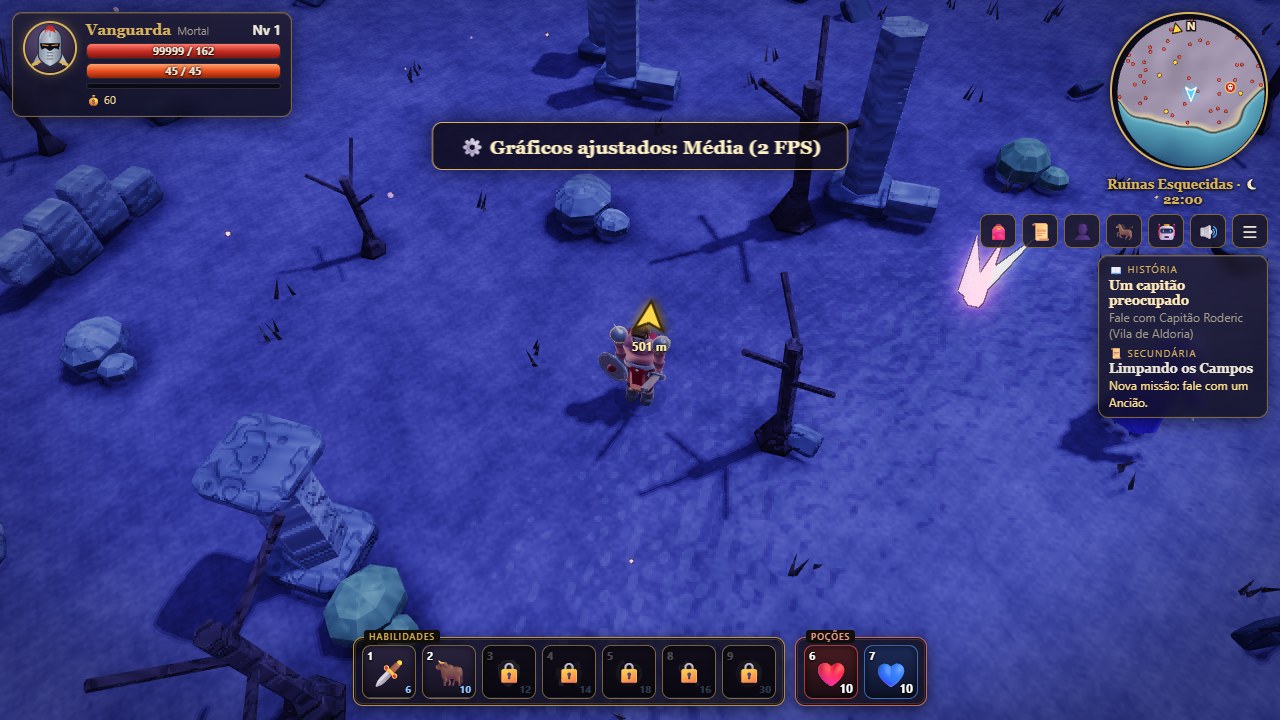 Vanguarda Mortal Nv 1
99999 / 162
45 / 45
60
N
Gráficos ajustados: Média (2 FPS)
Ruínas Esquecidas ·
22:00
HISTÓRIA
Um capitão
preocupado
Fale com Capitão Roderic
(Vila de Aldoria)
SECUNDÁRIA
Limpando os Campos
Nova missão: fale com um
Ancião.
501 m
HABILIDADES
1 6
2 10
3 12
4 14
5 18
8 16
9 30
POÇÕES
6 10
7 10